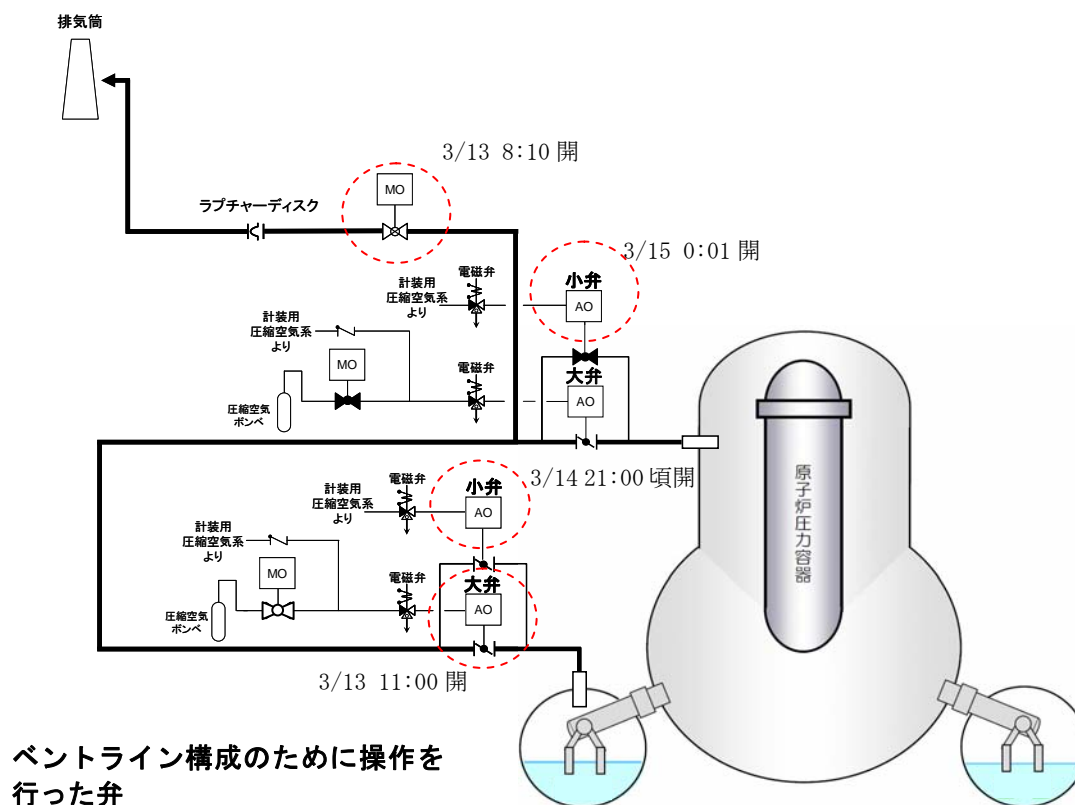 排気筒
3/13 8:10 開
MO
ラプチャーディスク
3/15 0:01 開
電磁弁
小弁
計装用
圧縮空気系
より
AO
計装用
圧縮空気系
より
MO
電磁弁
大弁
AO
圧縮空気
ボンベ
3/14 21:00 頃開
電磁弁
小弁
計装用
圧縮空気系
より
AO
計装用
圧縮空気系
より
MO
電磁弁
大弁
AO
圧縮空気
ボンベ
3/13 11:00 開
原子炉圧力容器
ベントライン構成のために操作を
行った弁